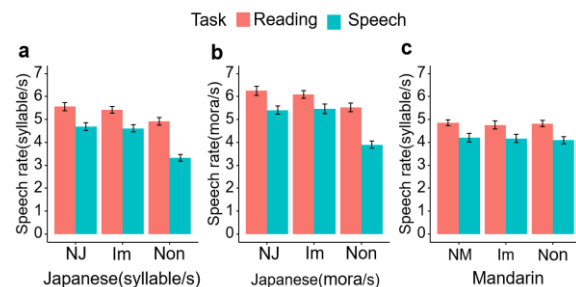 Task Reading Speech
a
Speech rate(syllable/s)
7
6
5
4
3
2
1
0
NJ Im Non
Japanese(syllable/s)
b
Speech rate(mora/s)
7
6
5
4
3
2
1
0
NJ Im Non
Japanese(mora/s)
c
Speech rate(syllable/s)
7
6
5
4
3
2
1
0
NM Im Non
Mandarin